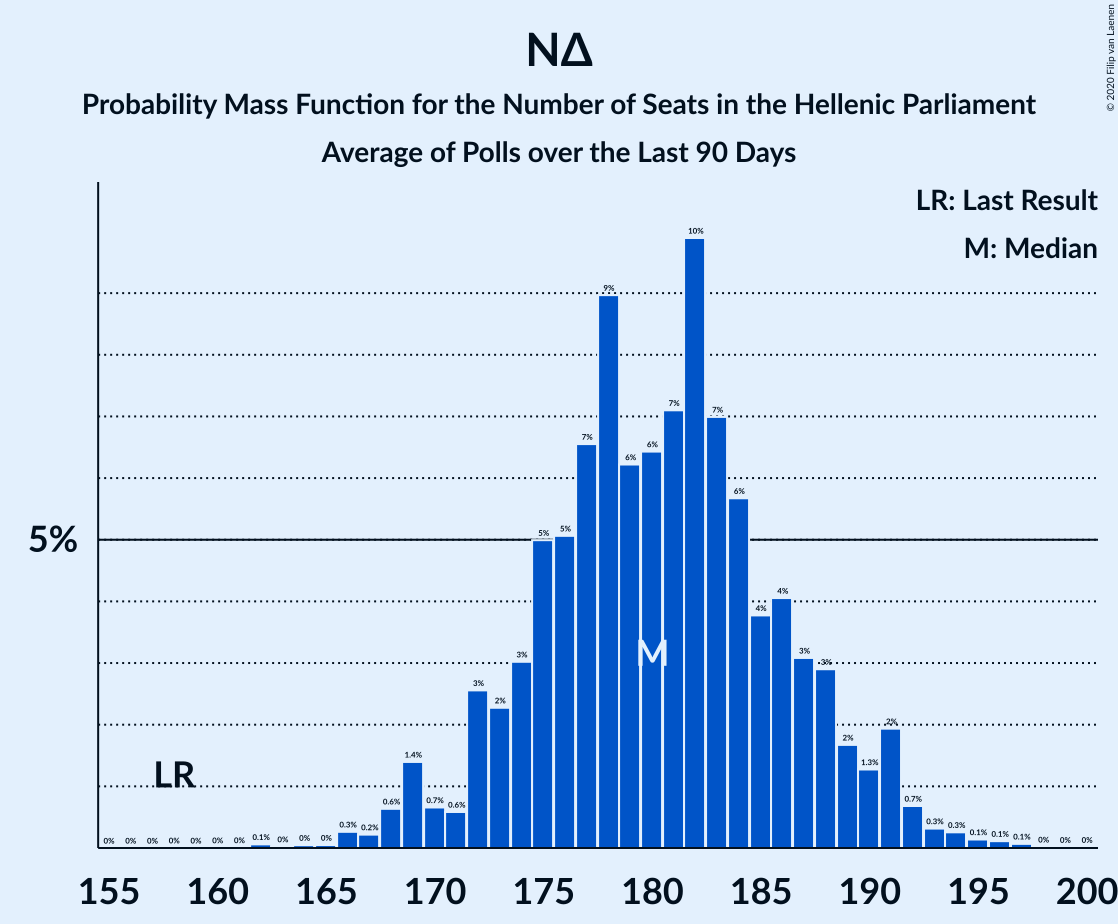 ΝΔ
Probability Mass Function for the Number of Seats in the Hellenic Parliament
Average of Polls over the Last 90 Days
© 2020 Filip van Laenen
LR: Last Result
M: Median
5%
LR
M
0% 0% 0% 0% 0% 0% 0% 0.1% 0% 0% 0% 0.3% 0.2% 0.6% 1.4% 0.7% 0.6% 3% 2% 3% 5% 5% 7% 9% 6% 6% 7% 10% 7% 6% 4% 4% 3% 3% 2% 1.3% 2% 0.7% 0.3% 0.3% 0.1% 0.1% 0.1% 0% 0% 0%
155 160 165 170 175 180 185 190 195 200